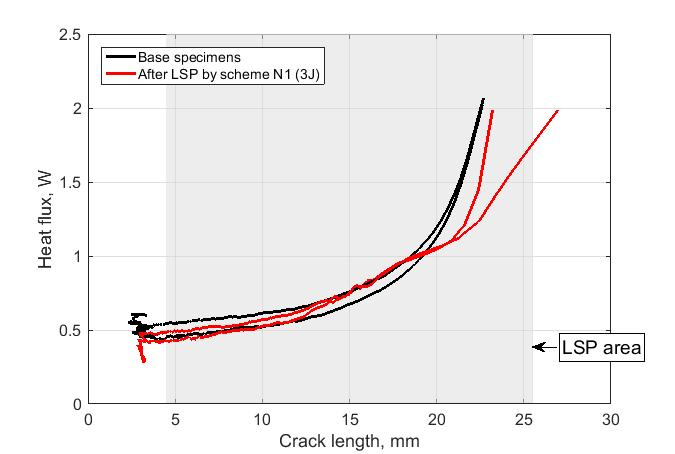 2.5
Base specimens
After LSP by scheme N1 (3J)
2
1.5
Heat flux, W
1
0.5
LSP area
0
0 5 10 15 20 25 30
Crack length, mm